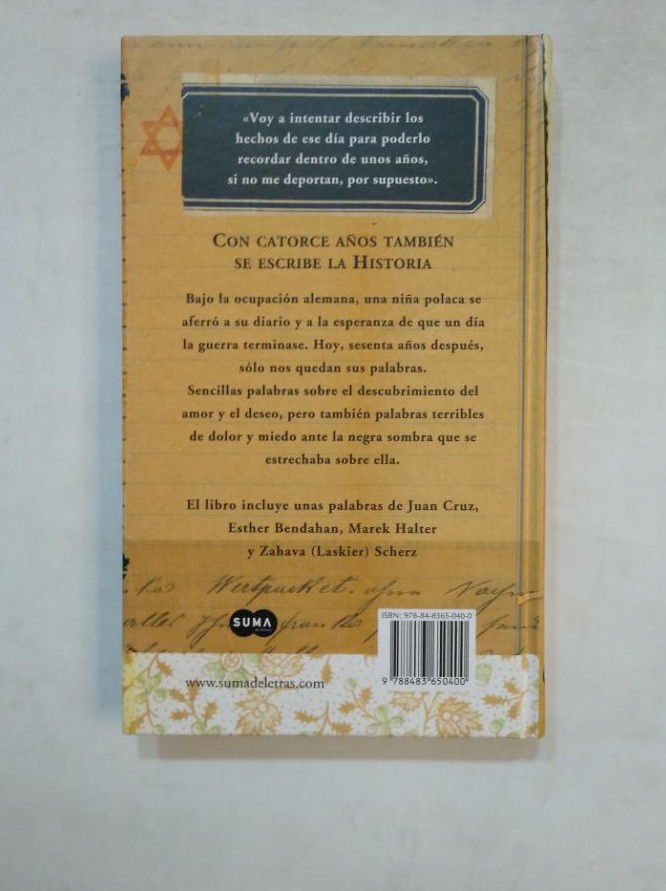 «Voy a intentar describir los
hechos de ese día para poderlo
recordar dentro de unos años,
si no me deportan, por supuesto».
CON CATORCE AÑOS TAMBIÉN
SE ESCRIBE LA HISTORIA
Bajo la ocupación alemana, una niña polaca se
aferró a su diario y a la esperanza de que un día
la guerra terminase. Hoy, sesenta años después,
sólo nos quedan sus palabras.
Sencillas palabras sobre el descubrimiento del
amor y el deseo, pero también palabras terribles
de dolor y miedo ante la negra sombra que se
estrechaba sobre ella.
El libro incluye unas palabras de Juan Cruz,
Esther Bendahan, Marek Halter
y Zahava (Laskier) Scherz
Wertpacket.
SUMA
ISBN: 978-84-8365-040-0
9 788483 650400
www.sumadeletras.com